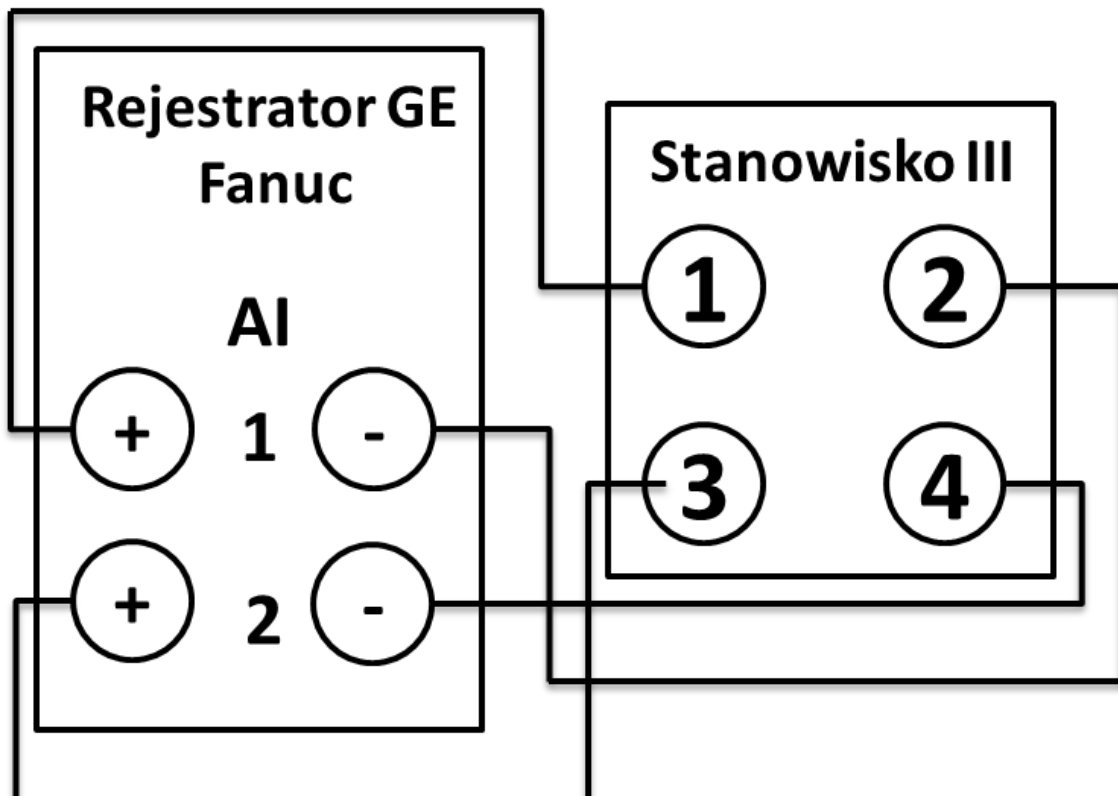 Rejestrator GE
Fanuc
AI
+ 1 -
+ 2 -
Stanowisko III
1 2
3 4